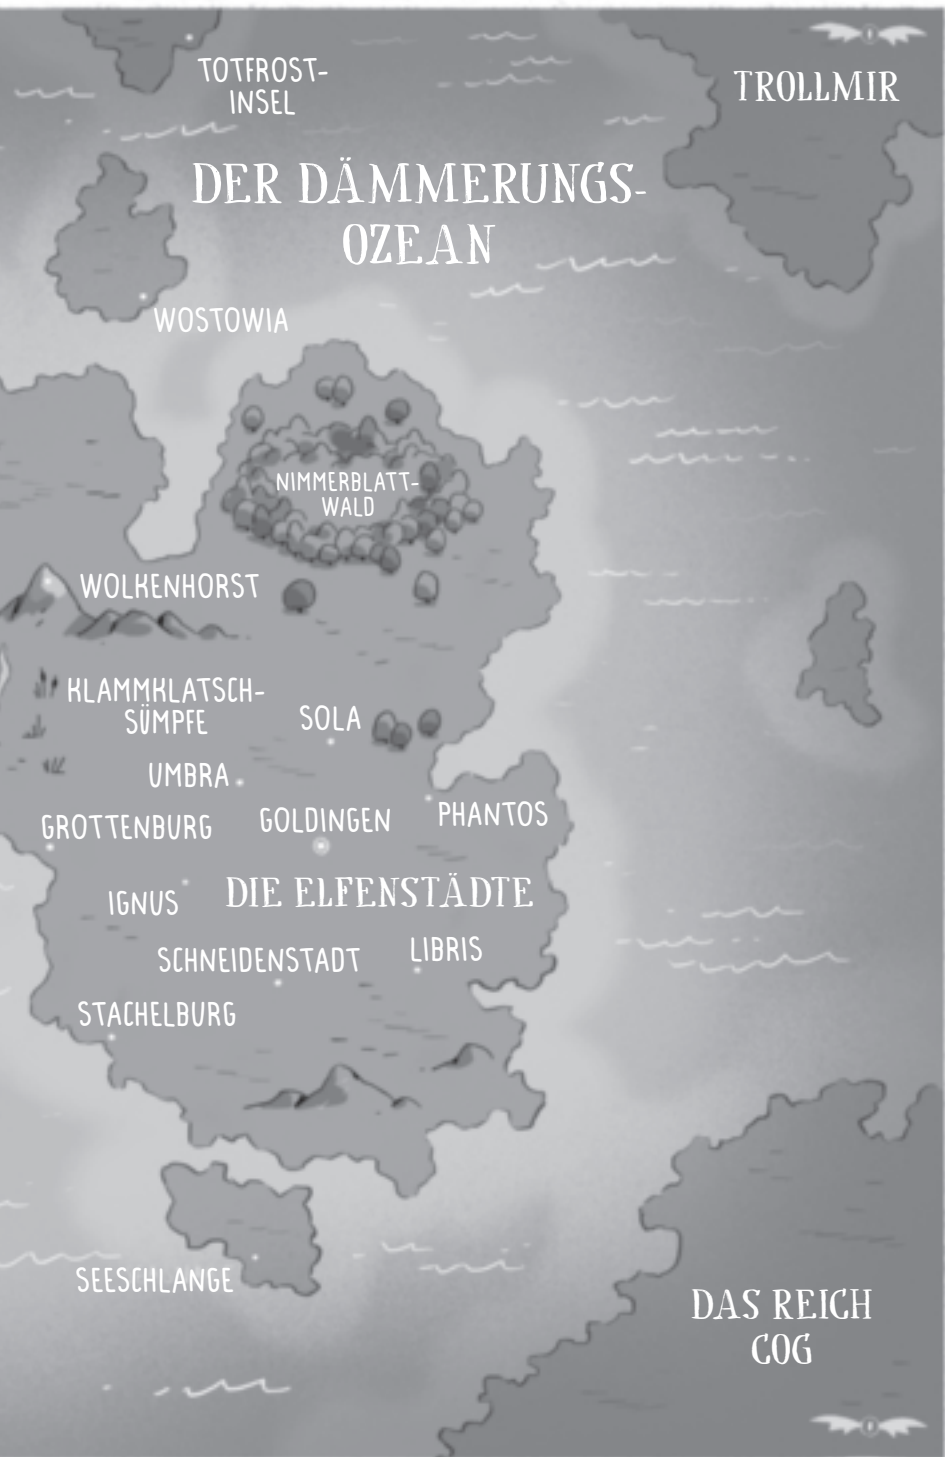 TOTFROST-
INSEL
TROLLMIR
DER DÄMMERUNGS-
OZEAN
WOSTOWIA
NIMMERBLATT-
WALD
WOLKENHORST
KLAMMKLATSCH-
SÜMPFE
SOLA
UMBRA
GROTTENBURG
GOLDINGEN
PHANTOS
IGNUS
DIE ELFENSTÄDTE
SCHNEIDENSTADT
LIBRIS
STACHELBURG
SEESCHLANGE
DAS REICH
COG